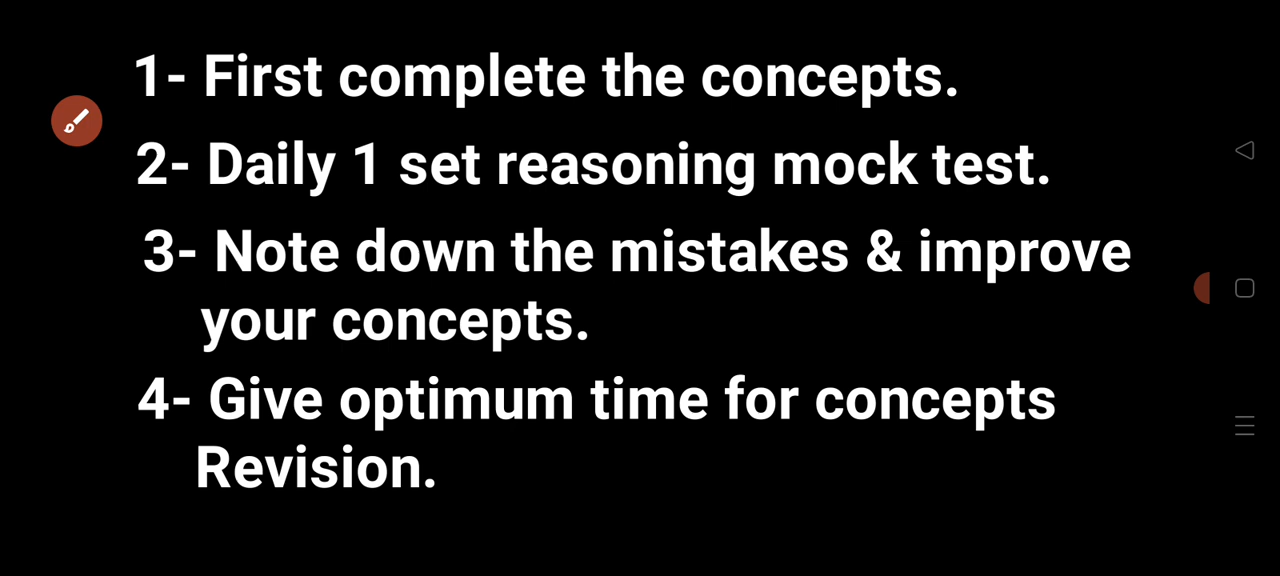 1- First complete the concepts.
2- Daily 1 set reasoning mock test.
3- Note down the mistakes & improve
your concepts.
4- Give optimum time for concepts
Revision.